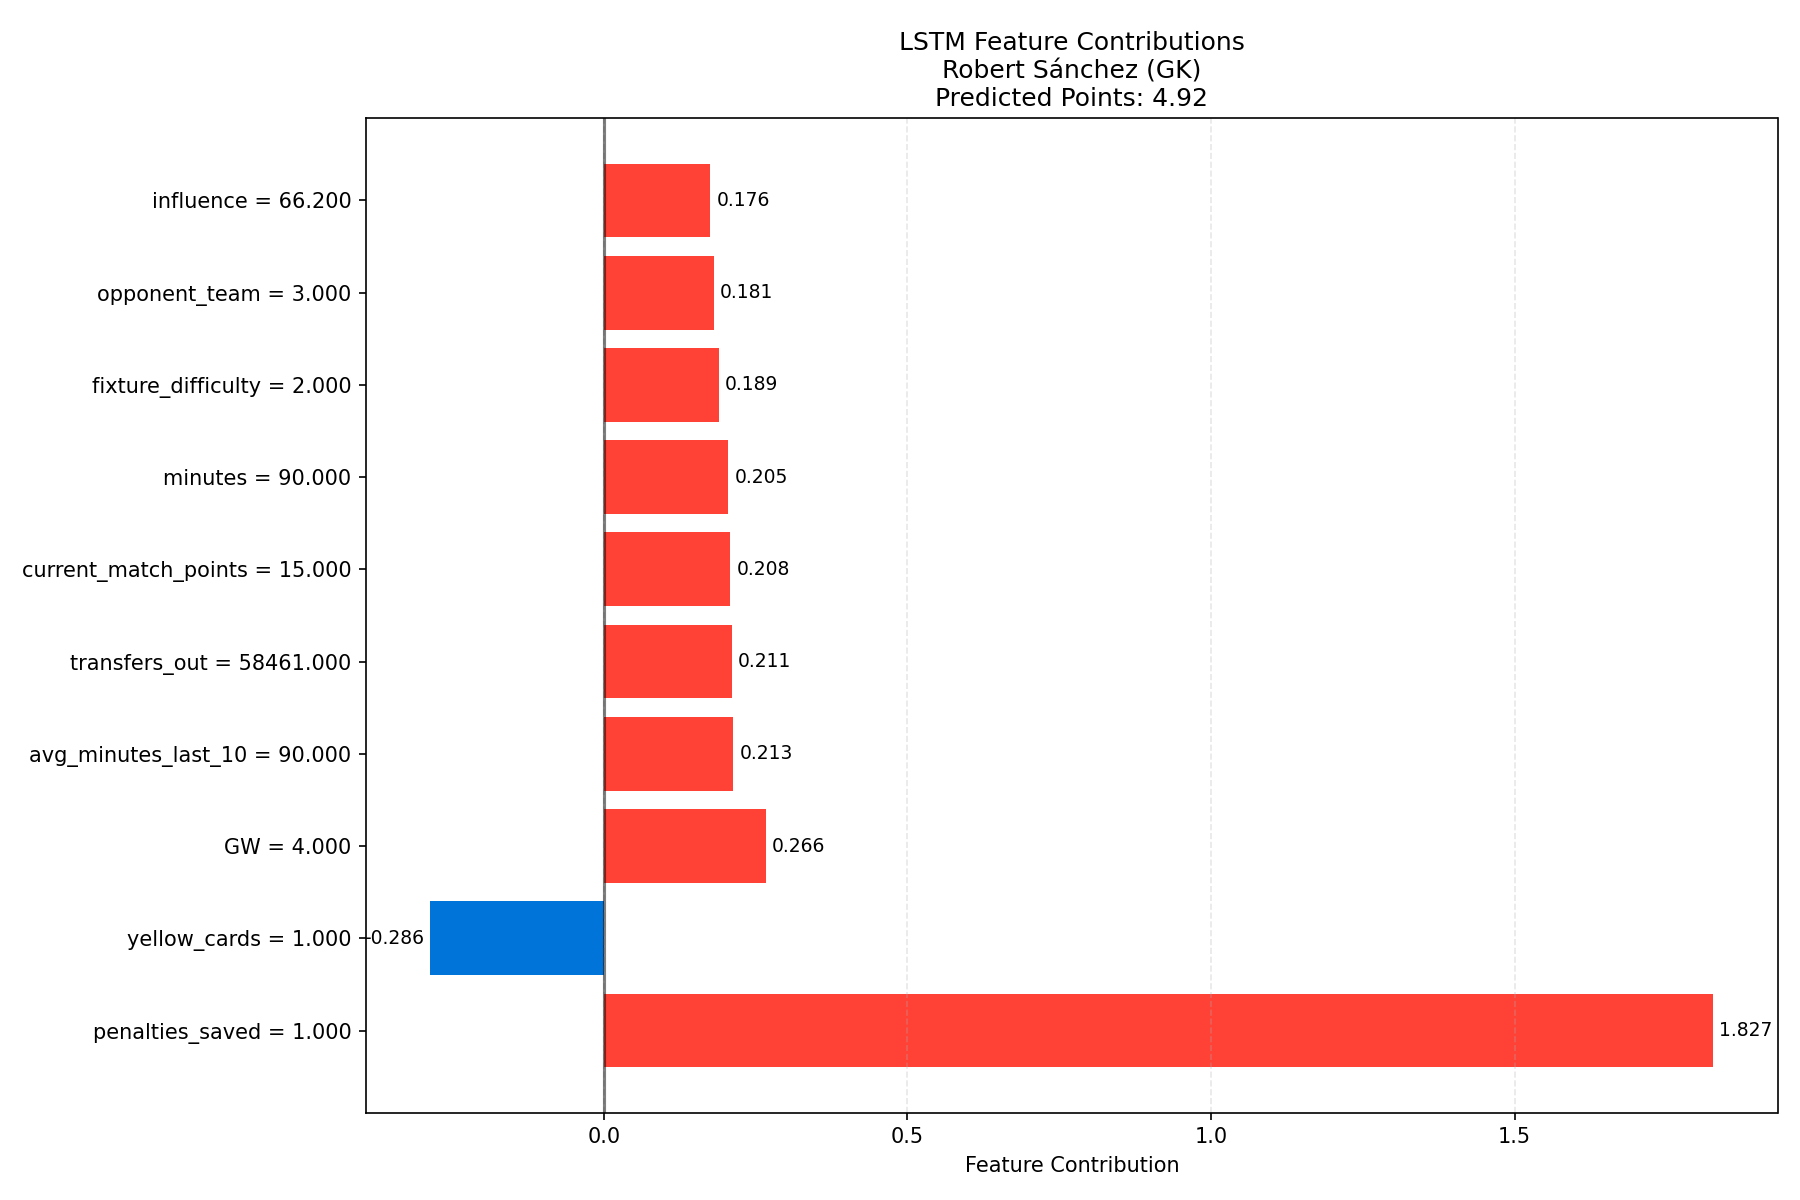 LSTM Feature Contributions
Robert Sánchez (GK)
Predicted Points: 4.92
influence = 66.200
0.176
opponent_team = 3.000
0.181
fixture_difficulty = 2.000
0.189
minutes = 90.000
0.205
current_match_points = 15.000
0.208
transfers_out = 58461.000
0.211
avg_minutes_last_10 = 90.000
0.213
GW = 4.000
0.266
yellow_cards = 1.000
-0.286
penalties_saved = 1.000
1.827
0.0
0.5
1.0
1.5
Feature Contribution